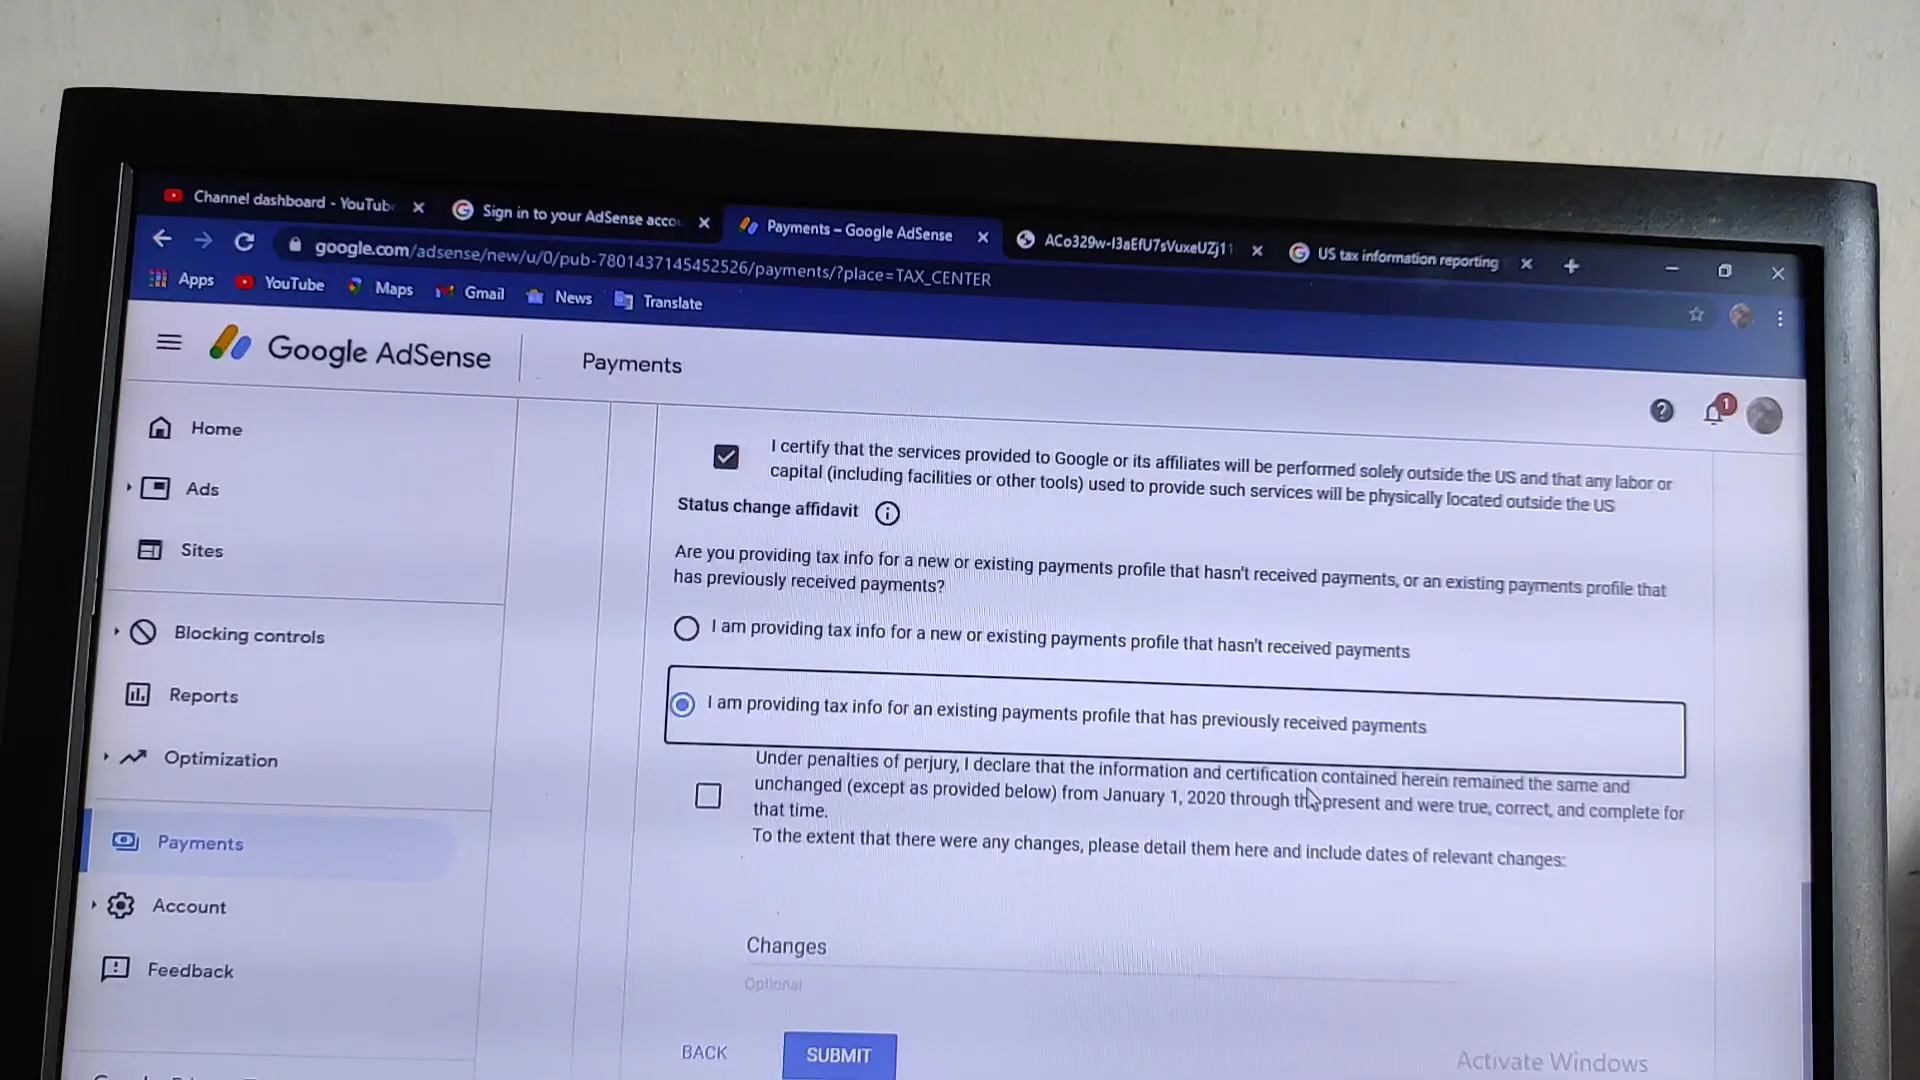 Channel dashboard - YouTube
Sign in to your AdSense acco
Payments – Google AdSense
US tax information reporting
google.com/adsense/new/u/0/pub-7801437145452526/payments/?place=TAX_CENTER
Apps
YouTube
Maps
Gmail
News
Translate
Google AdSense
Payments
1
Home
Ads
Sites
Blocking controls
Reports
Optimization
Payments
Account
Feedback
I certify that the services provided to Google or its affiliates will be performed solely outside the US and that any labor or
capital (including facilities or other tools) used to provide such services will be physically located outside the US
Status change affidavit
Are you providing tax info for a new or existing payments profile that hasn't received payments, or an existing payments profile that
has previously received payments?
I am providing tax info for a new or existing payments profile that hasn't received payments
I am providing tax info for an existing payments profile that has previously received payments
Under penalties of perjury, I declare that the information and certification contained herein remained the same and
unchanged (except as provided below) from January 1, 2020 through the present and were true, correct, and complete for
that time.
To the extent that there were any changes, please detail them here and include dates of relevant changes:
Changes
Optional
BACK
SUBMIT
Activate Windows